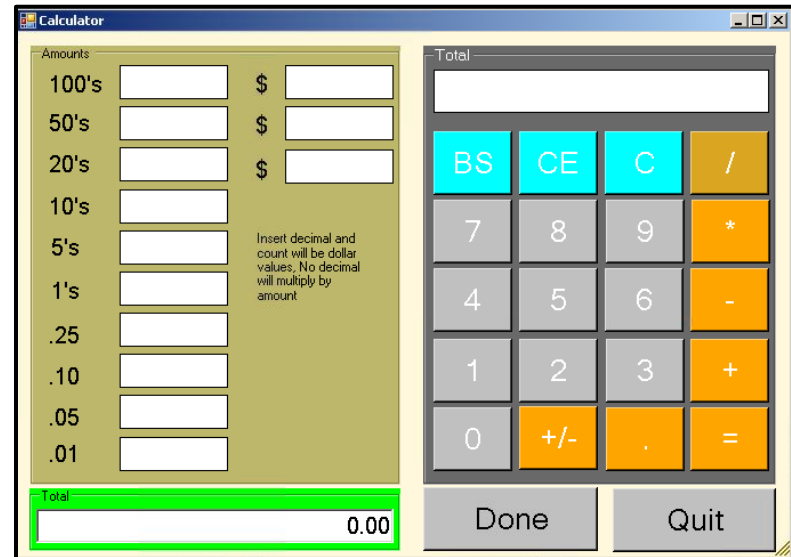 Calculator
Amounts
100's $
50's $
20's $
10's
5's
1's
.25
.10
.05
.01
Insert decimal and
count will be dollar
values, No decimal
will multiply by
amount
Total
0.00
Total
BS CE C /
7 8 9 *
4 5 6 -
1 2 3 +
0 +/- . =
Done Quit